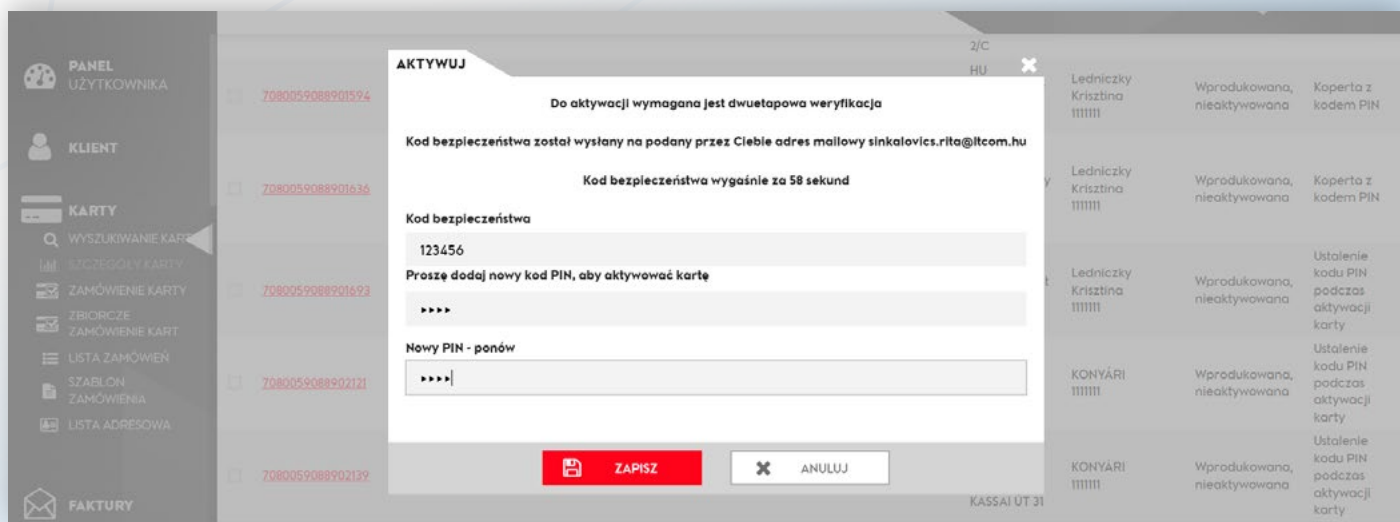 PANEL
UŻYTKOWNIKA
KLIENT
KARTY
WYSZUKIWANIE KART
SZCZEGÓŁY KARTY
ZAMÓWIENIE KARTY
ZBIORCZE
ZAMÓWIENIE KART
LISTA ZAMÓWIEŃ
SZABLON
ZAMÓWIENIA
LISTA ADRESOWA
FAKTURY
AKTYWUJ
Do aktywacji wymagana jest dwuetapowa weryfikacja
Kod bezpieczeństwa został wysłany na podany przez Ciebie adres mailowy sinkalovics.rita@ltcom.hu
Kod bezpieczeństwa wygaśnie za 58 sekund
Kod bezpieczeństwa
123456
Proszę dodaj nowy kod PIN, aby aktywować kartę
••••
Nowy PIN - ponów
••••
ZAPISZ
ANULUJ
2/C
HU
7080059088901594
Ledniczky
Krisztina
1111111
Wprodukowana,
nieaktywowana
Koperta z
kodem PIN
7080059088901636
y
Ledniczky
Krisztina
1111111
Wprodukowana,
nieaktywowana
Koperta z
kodem PIN
7080059088901693
t
Ledniczky
Krisztina
1111111
Wprodukowana,
nieaktywowana
Ustalenie
kodu PIN
podczas
aktywacji
karty
7080059088902121
KONYÁRI
1111111
Wprodukowana,
nieaktywowana
Ustalenie
kodu PIN
podczas
aktywacji
karty
7080059088902139
KASSAI ÚT 31
KONYÁRI
1111111
Wprodukowana,
nieaktywowana
Ustalenie
kodu PIN
podczas
aktywacji
karty